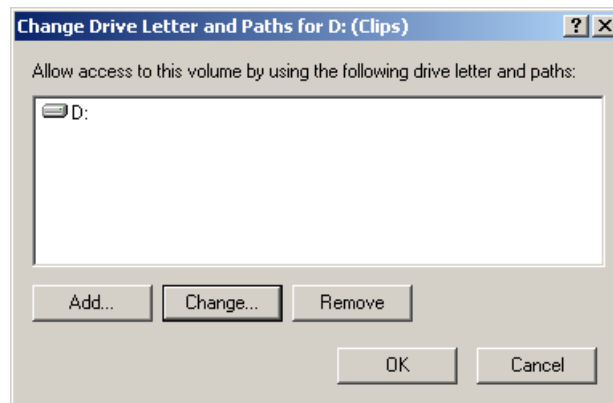 Change Drive Letter and Paths for D: (Clips)
Allow access to this volume by using the following drive letter and paths:
D:
Add... Change... Remove
OK Cancel